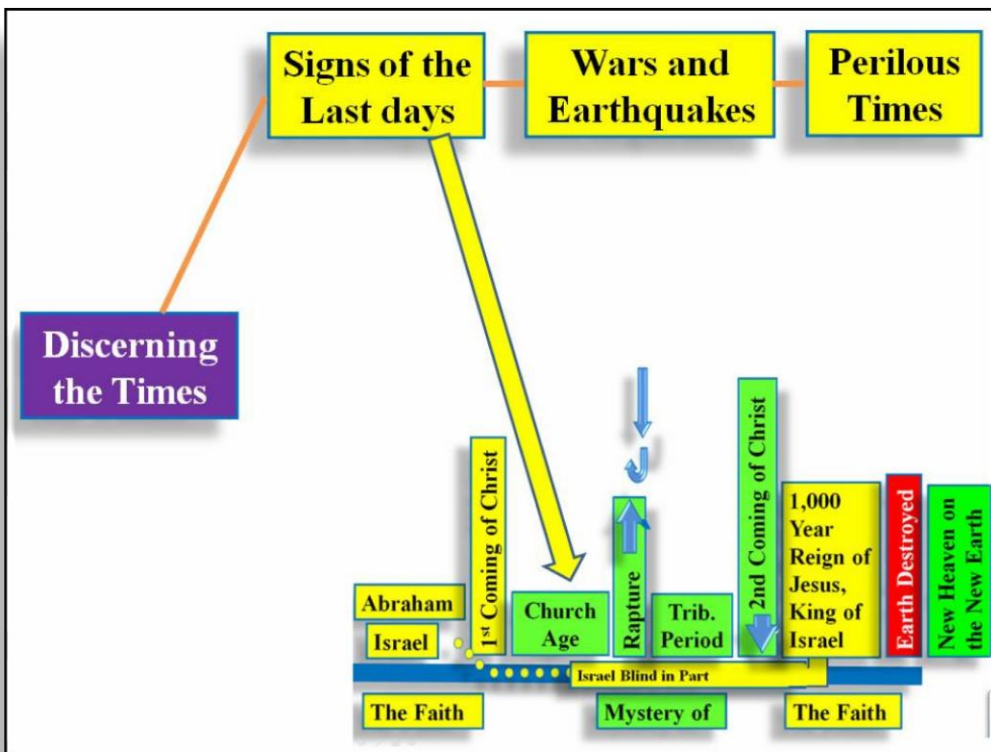 Signs of the
Last days
Wars and
Earthquakes
Perilous
Times
Discerning
the Times
Abraham
Israel
1st Coming of Christ
Church
Age
Rapture
Trib.
Period
2nd Coming of Christ
1,000
Year
Reign of
Jesus,
King of
Israel
Earth Destroyed
New Heaven on
the New Earth
Israel Blind in Part
The Faith
Mystery of
The Faith